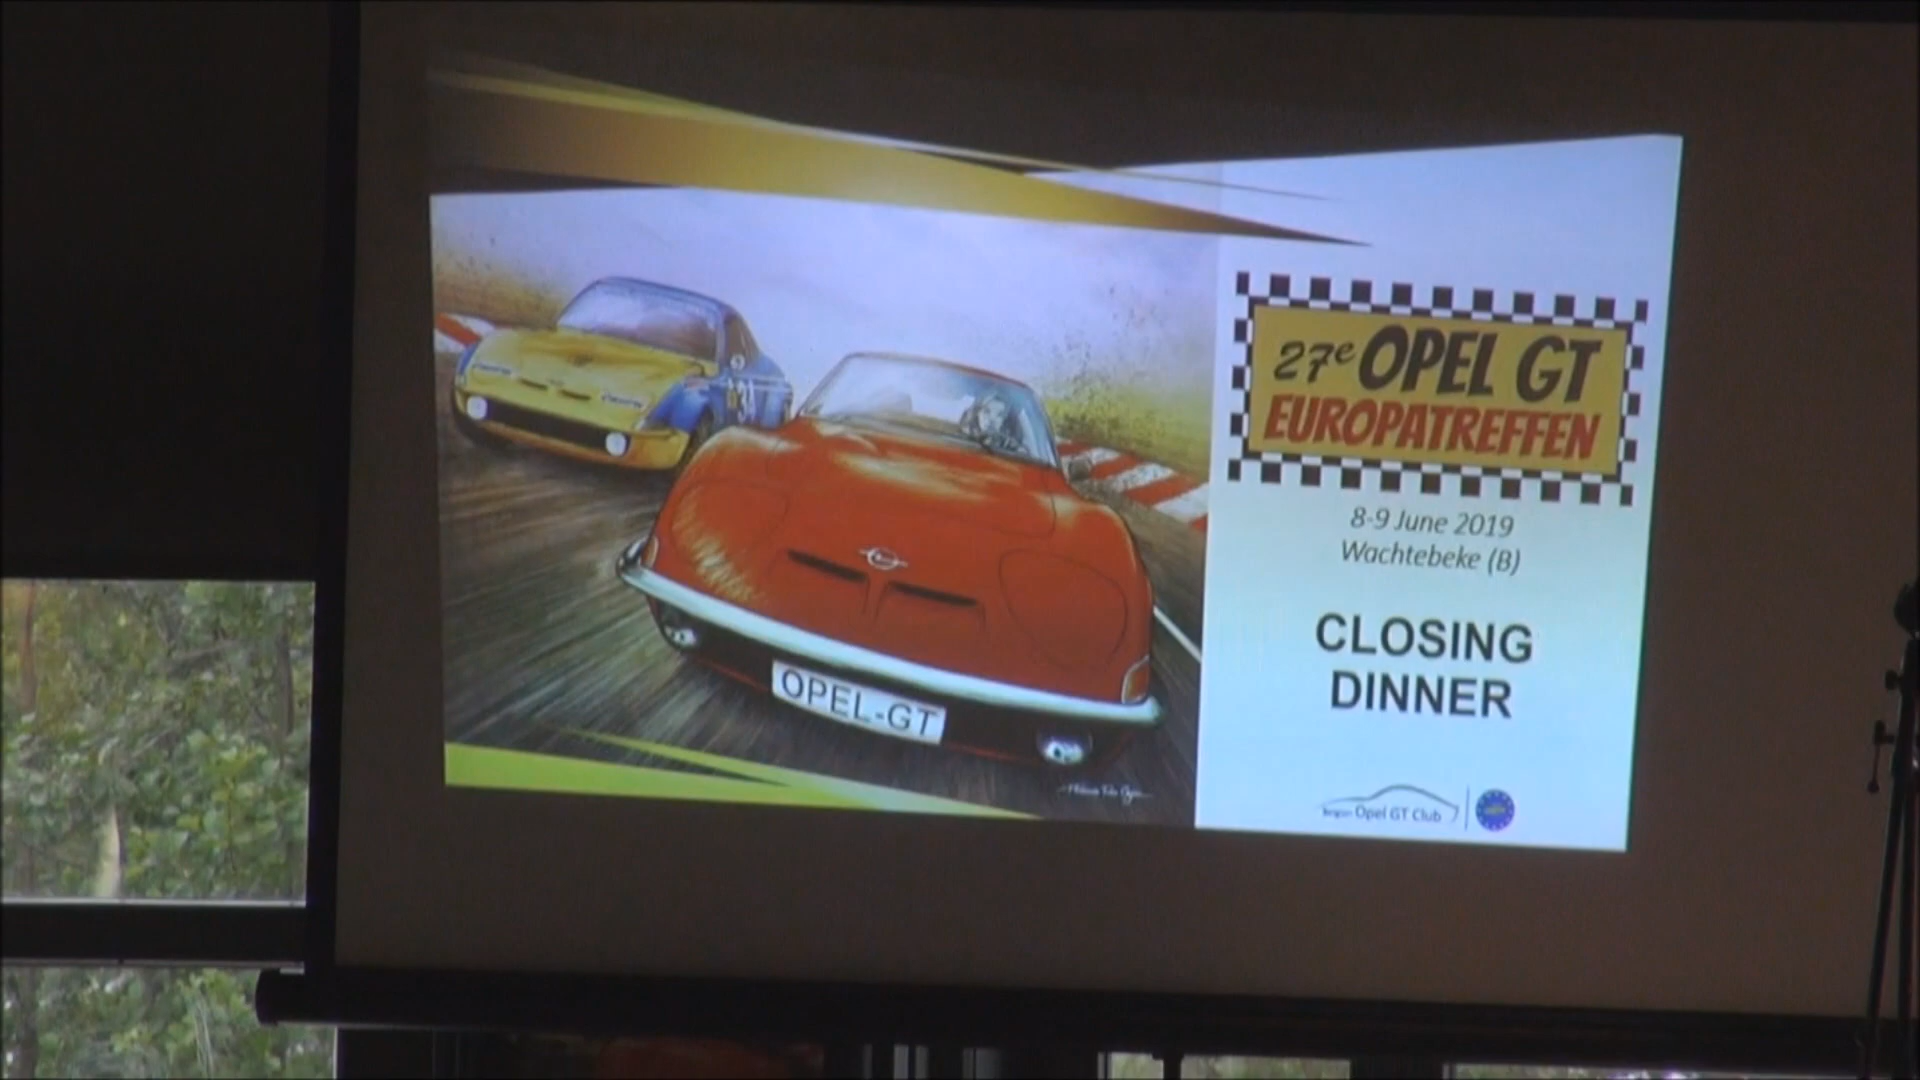 27e OPEL GT
EUROPATREFFEN
8-9 June 2019
Wachtebeke (B)
CLOSING
DINNER
OPEL-GT
Opel GT Club